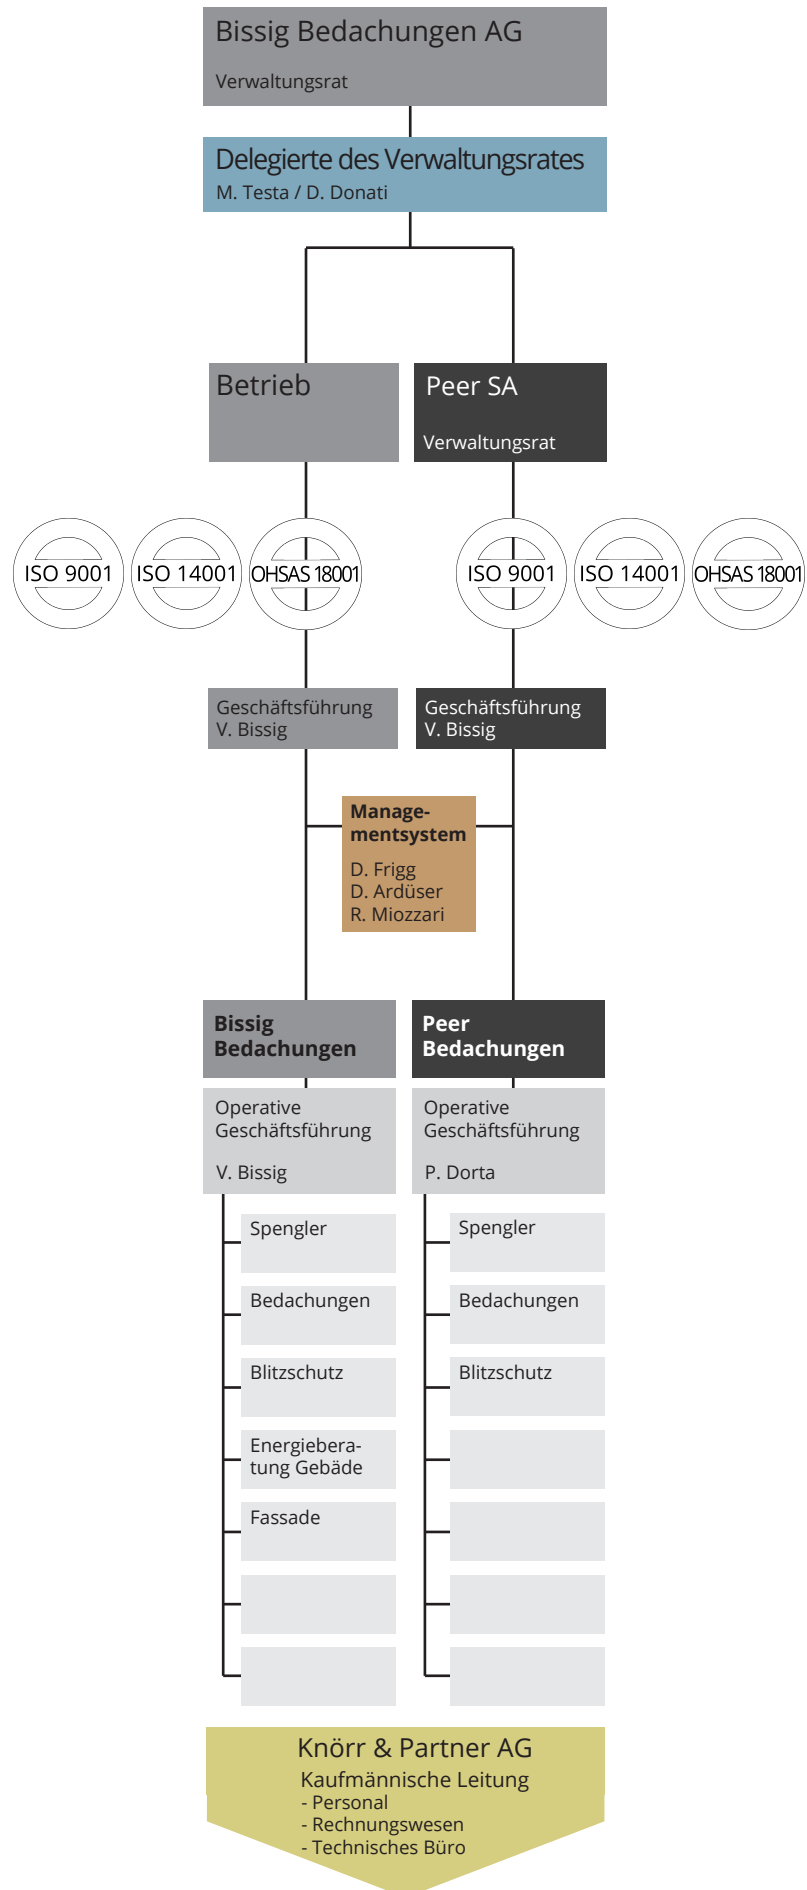 Bissig Bedachungen AG
Verwaltungsrat
Delegierte des Verwaltungsrates
M. Testa / D. Donati
Betrieb
Peer SA
Verwaltungsrat
ISO 9001
ISO 14001
OHSAS 18001
ISO 9001
ISO 14001
OHSAS 18001
Geschäftsführung
V. Bissig
Geschäftsführung
V. Bissig
Manage-
mentsystem
D. Frigg
D. Ardüser
R. Miozzari
Bissig
Bedachungen
Operative
Geschäftsführung
V. Bissig
Spengler
Bedachungen
Blitzschutz
Energiebera-
tung Gebäde
Fassade
Peer
Bedachungen
Operative
Geschäftsführung
P. Dorta
Spengler
Bedachungen
Blitzschutz
Knörr & Partner AG
Kaufmännische Leitung
- Personal
- Rechnungswesen
- Technisches Büro